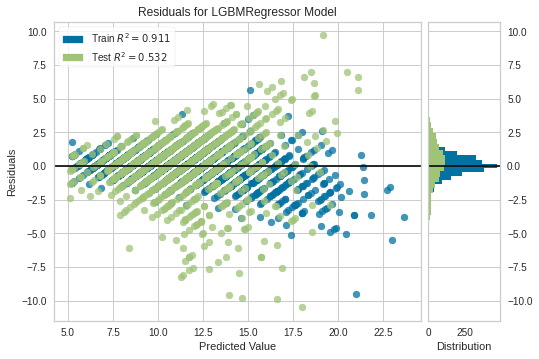 Residuals for LGBMRegressor Model
Train R² = 0.911
Test R² = 0.532
10.0
7.5
5.0
2.5
0.0
−2.5
−5.0
−7.5
−10.0
Residuals
5.0 7.5 10.0 12.5 15.0 17.5 20.0 22.5
Predicted Value
10.0
7.5
5.0
2.5
0.0
−2.5
−5.0
−7.5
−10.0
0 250
Distribution